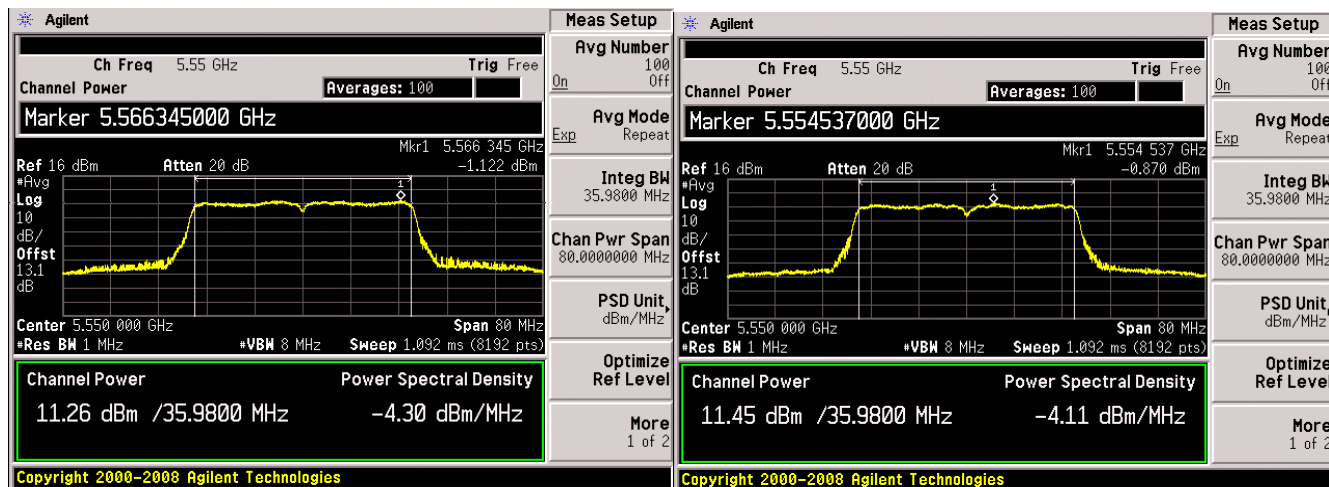 Agilent
Meas Setup
Ch Freq 5.55 GHz Trig Free
Channel Power Averages: 100
Marker 5.566345000 GHz
Mkr1 5.566 345 GHz
Ref 16 dBm Atten 20 dB -1.122 dBm
#Avg
Log
10
dB/
Offst
13.1
dB
1
Center 5.550 000 GHz Span 80 MHz
#Res BW 1 MHz #VBW 8 MHz Sweep 1.092 ms (8192 pts)
Channel Power Power Spectral Density
11.26 dBm /35.9800 MHz -4.30 dBm/MHz
Copyright 2000-2008 Agilent Technologies
Avg Number
100
On Off
Avg Mode
Exp Repeat
Integ BW
35.9800 MHz
Chan Pwr Span
80.0000000 MHz
PSD Unit
dBm/MHz
Optimize
Ref Level
More
1 of 2
Agilent
Meas Setup
Ch Freq 5.55 GHz Trig Free
Channel Power Averages: 100
Marker 5.554537000 GHz
Mkr1 5.554 537 GHz
Ref 16 dBm Atten 20 dB -0.870 dBm
#Avg
Log
10
dB/
Offst
13.1
dB
1
Center 5.550 000 GHz Span 80 MHz
#Res BW 1 MHz #VBW 8 MHz Sweep 1.092 ms (8192 pts)
Channel Power Power Spectral Density
11.45 dBm /35.9800 MHz -4.11 dBm/MHz
Copyright 2000-2008 Agilent Technologies
Avg Number
100
On Off
Avg Mode
Exp Repeat
Integ BW
35.9800 MHz
Chan Pwr Span
80.0000000 MHz
PSD Unit
dBm/MHz
Optimize
Ref Level
More
1 of 2